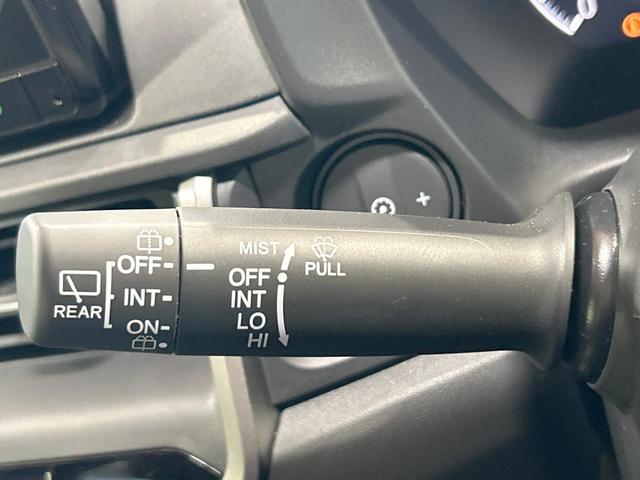 REAR
OFF
INT
ON
MIST
OFF
INT
LO
HI
PULL